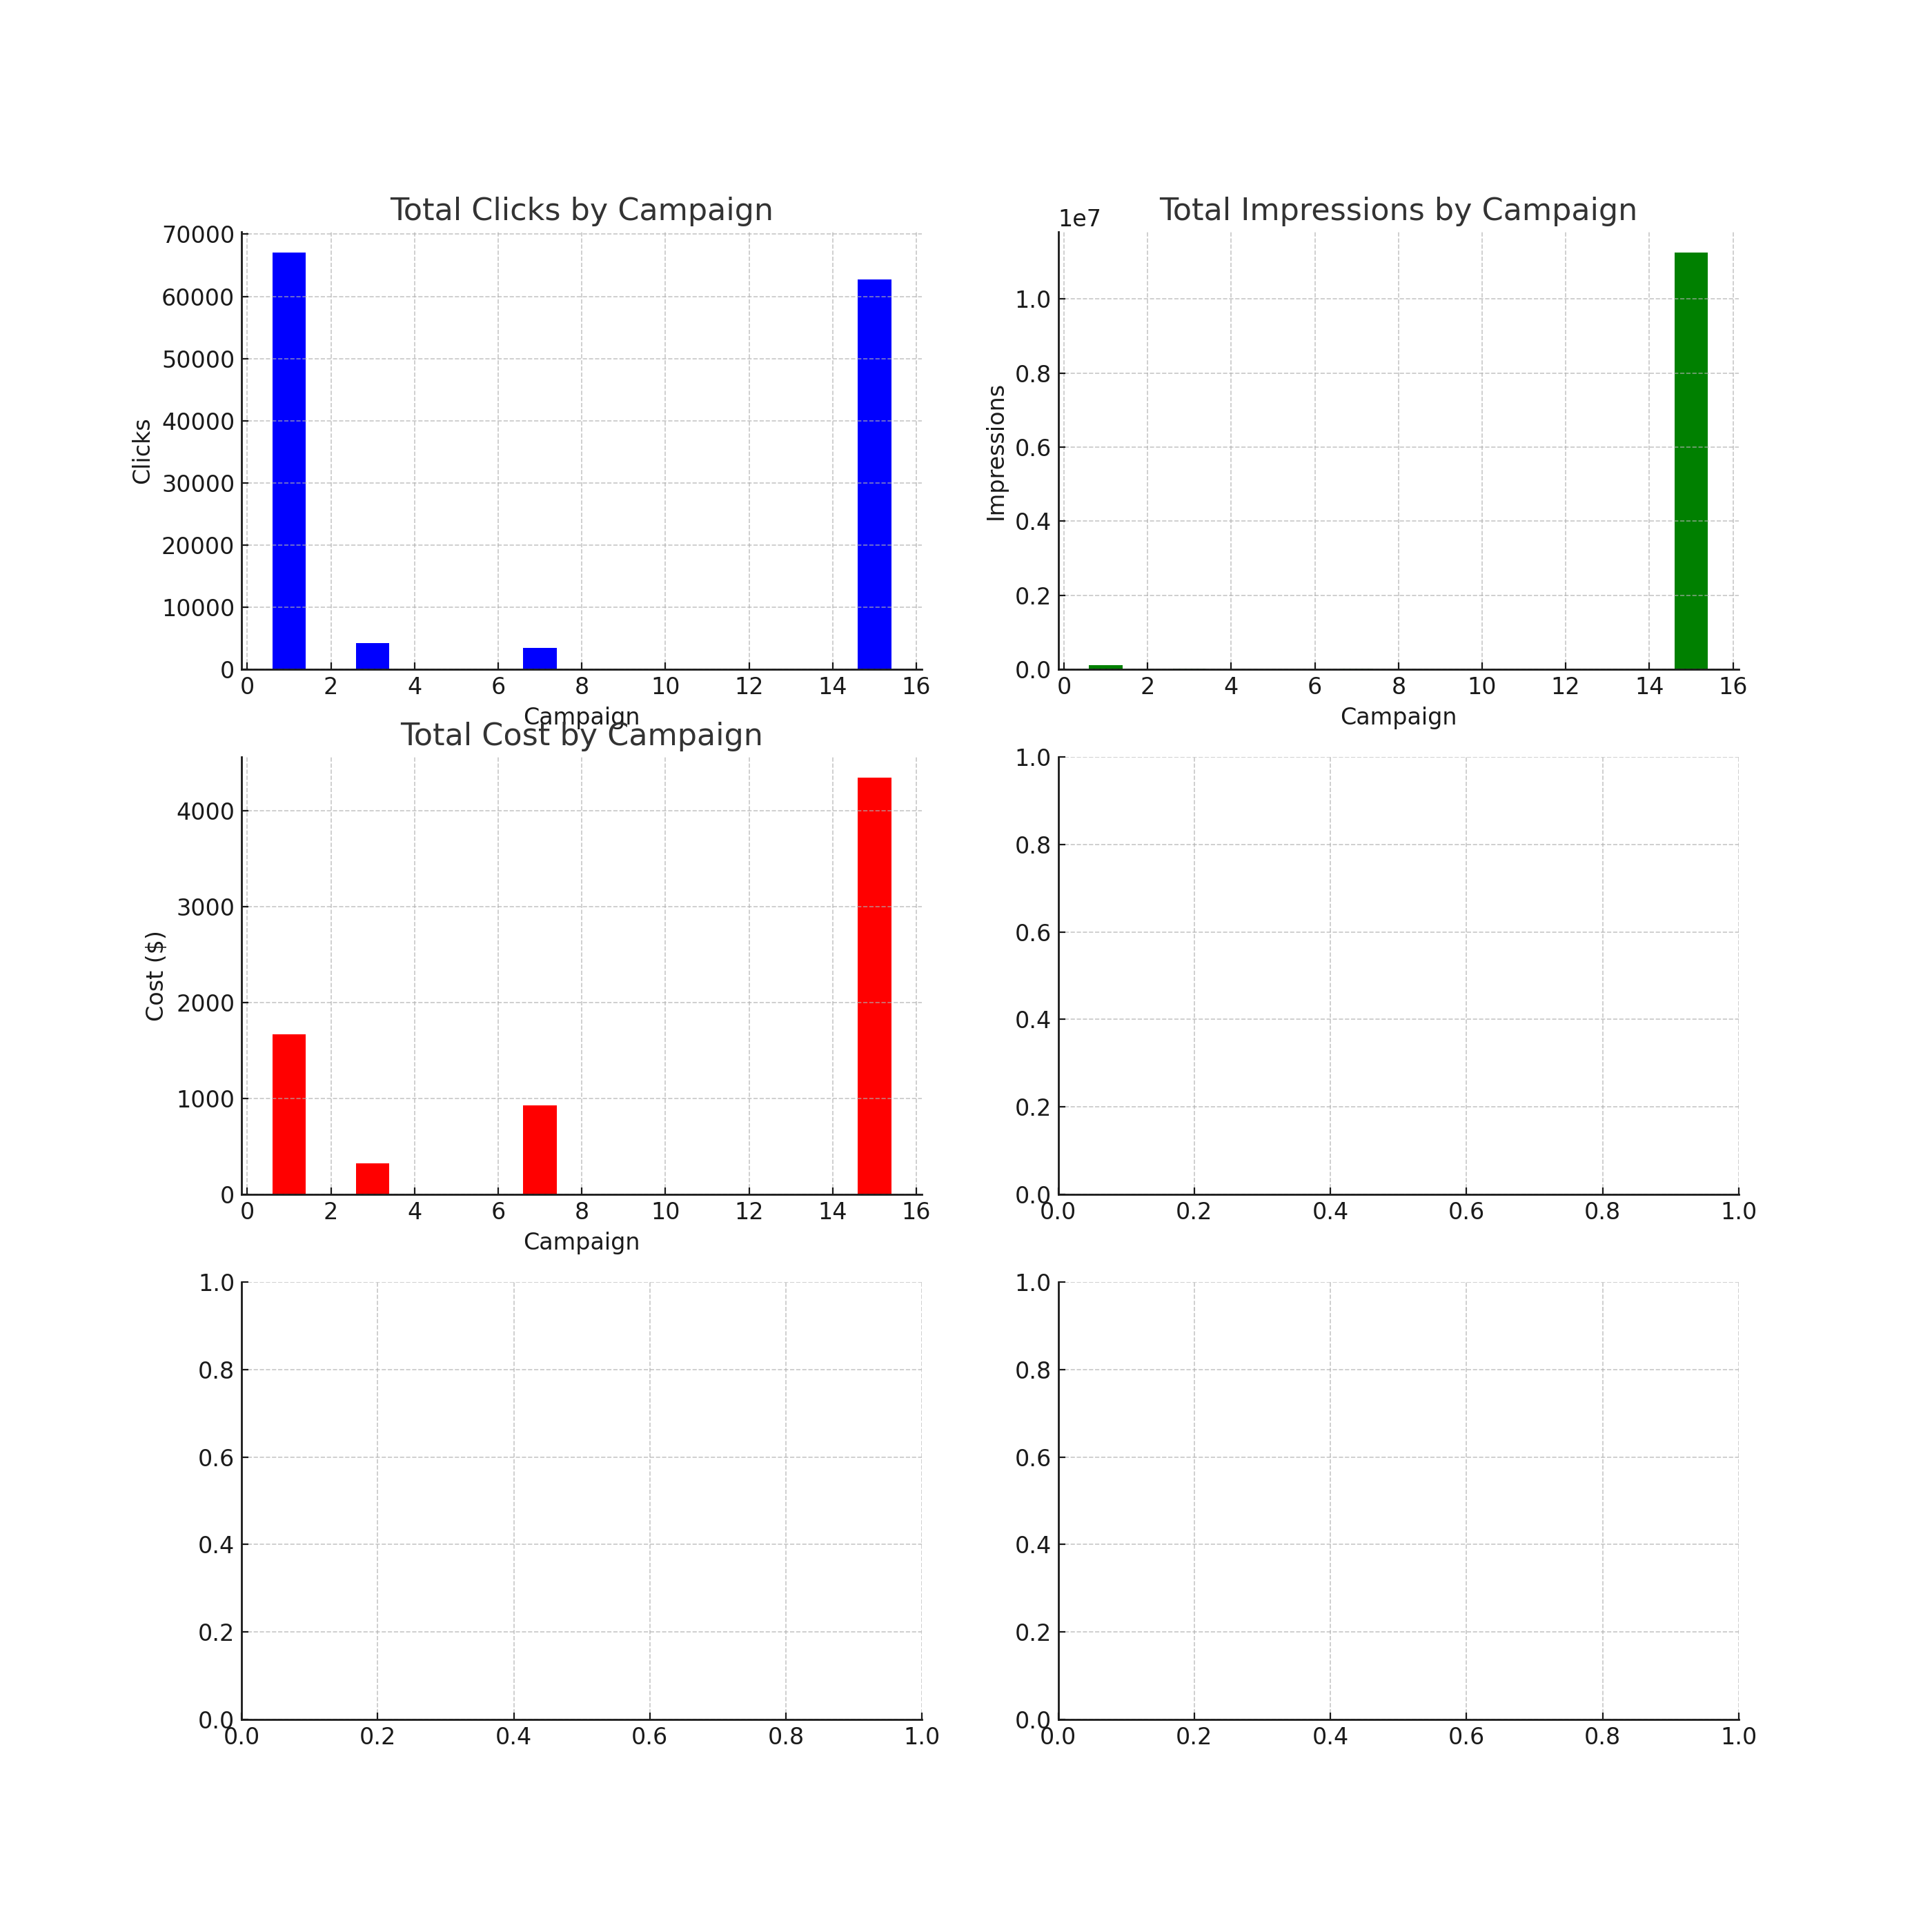 Total Clicks by Campaign
70000
60000
50000
40000
30000
20000
10000
0
Clicks
0 2 4 6 8 10 12 14 16
Campaign
Total Impressions by Campaign
1e7
1.0
0.8
0.6
0.4
0.2
0.0
Impressions
0 2 4 6 8 10 12 14 16
Campaign
Total Cost by Campaign
4000
3000
2000
1000
0
Cost ($)
0 2 4 6 8 10 12 14 16
Campaign
1.0
0.8
0.6
0.4
0.2
0.0
0.0 0.2 0.4 0.6 0.8 1.0
1.0
0.8
0.6
0.4
0.2
0.0
0.0 0.2 0.4 0.6 0.8 1.0
1.0
0.8
0.6
0.4
0.2
0.0
0.0 0.2 0.4 0.6 0.8 1.0